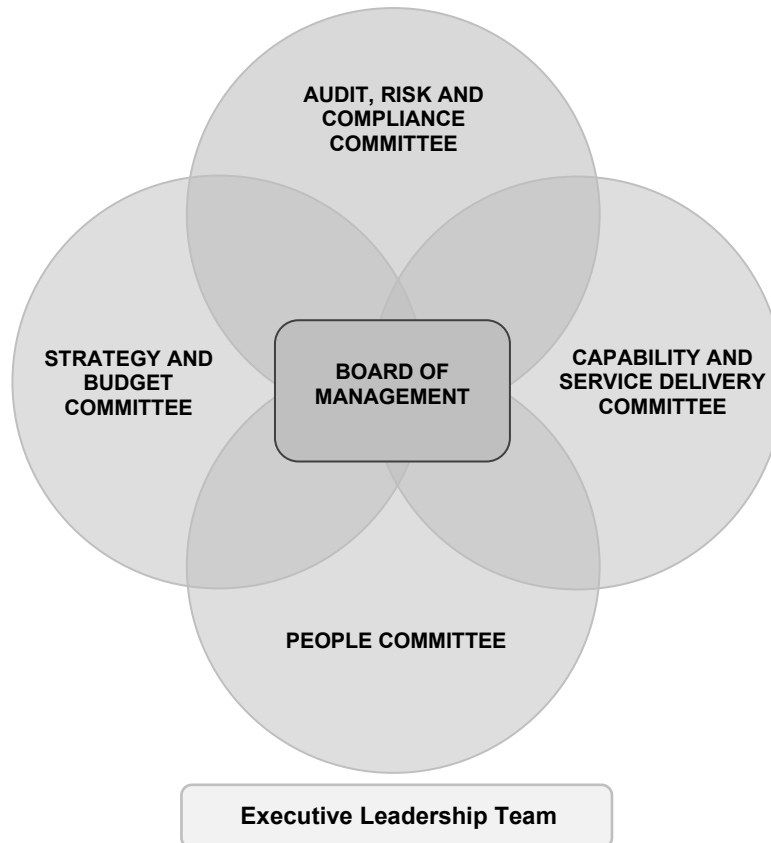 AUDIT, RISK AND
COMPLIANCE
COMMITTEE
STRATEGY AND
BUDGET
COMMITTEE
BOARD OF
MANAGEMENT
CAPABILITY AND
SERVICE DELIVERY
COMMITTEE
PEOPLE COMMITTEE
Executive Leadership Team